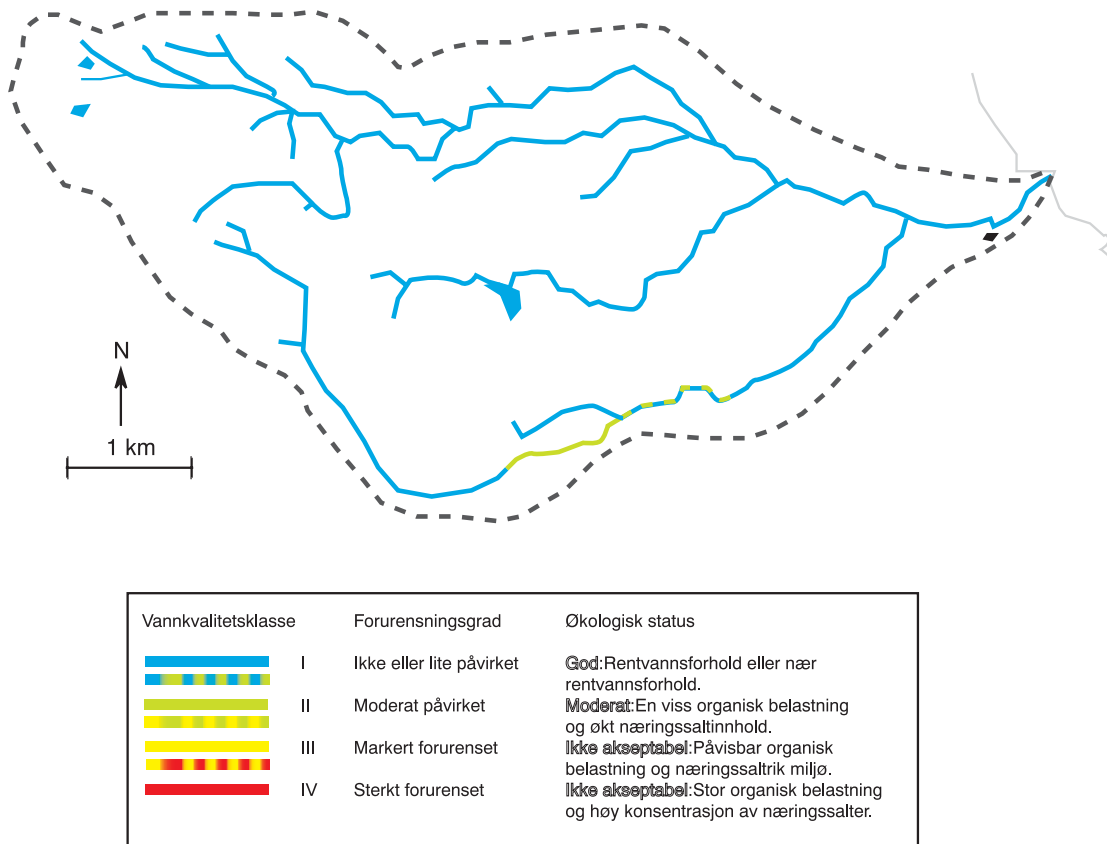 N
1 km
Vannkvalitetsklasse Forurensningsgrad Økologisk status
I Ikke eller lite påvirket God:Rentvannsforhold eller nær
rentvannsforhold.
II Moderat påvirket Moderat:En viss organisk belastning
og økt næringssaltinnhold.
III Markert forurenset Ikke akseptabel:Påvisbar organisk
belastning og næringssaltrik miljø.
IV Sterkt forurenset Ikke akseptabel:Stor organisk belastning
og høy konsentrasjon av næringssalter.